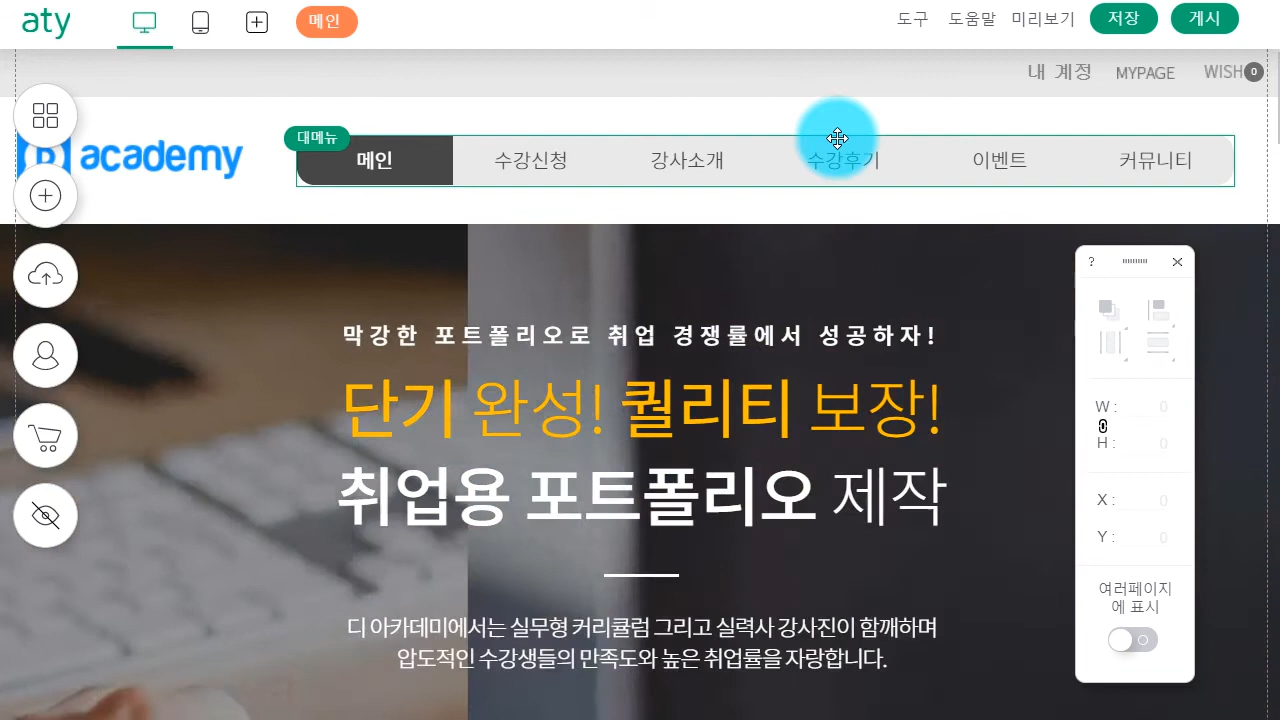 aty
메인
도구 도움말 미리보기 저장 게시
내 계정 MYPAGE WISH 0
대메뉴
academy
메인 수강신청 강사소개 수강후기 이벤트 커뮤니티
?
막강한 포트폴리오로 취업 경쟁률에서 성공하자!
단기 완성! 퀄리티 보장!
취업용 포트폴리오 제작
W : 0
H : 0
X : 0
Y : 0
여러페이지
에 표시
디 아카데미에서는 실무형 커리큘럼 그리고 실력사 강사진이 함께하며
압도적인 수강생들의 만족도와 높은 취업률을 자랑합니다.